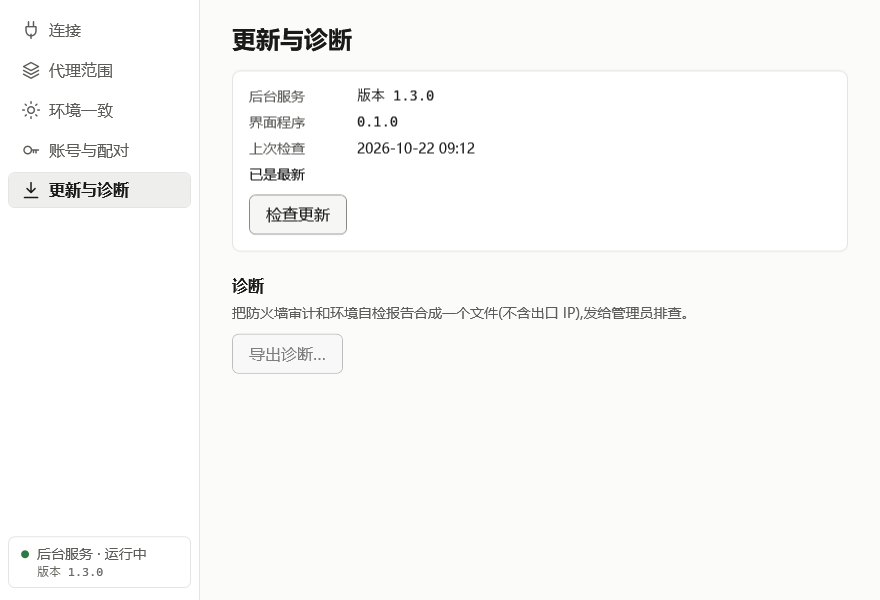 连接
代理范围
环境一致
账号与配对
更新与诊断
更新与诊断
后台服务 版本 1.3.0
界面程序 0.1.0
上次检查 2026-10-22 09:12
已是最新
检查更新
诊断
把防火墙审计和环境自检报告合成一个文件(不含出口 IP),发给管理员排查。
导出诊断...
后台服务 · 运行中
版本 1.3.0